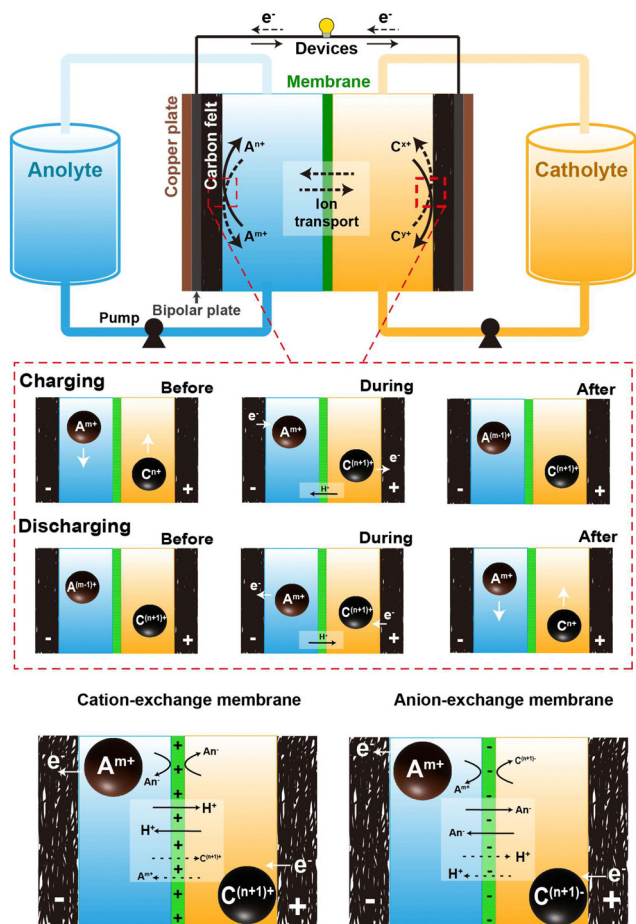 e- e-
Devices
Membrane
Anolyte
Copper plate
Carbon felt
Aⁿ⁺
Cˣ⁺
Catholyte
Ion
transport
Aᵐ⁺
Cʸ⁺
Bipolar plate
Pump
Charging
Before
During
After
Aᵐ⁺
Cⁿ⁺
- +
e⁻
Aᵐ⁺
C⁽ⁿ⁺¹⁾⁺
e⁻
H⁺
- +
A⁽ᵐ⁻¹⁾⁺
C⁽ⁿ⁺¹⁾⁺
- +
Discharging
Before
During
After
A⁽ᵐ⁻¹⁾⁺
C⁽ⁿ⁺¹⁾⁺
- +
e⁻
Aᵐ⁺
C⁽ⁿ⁺¹⁾⁺
e⁻
H⁺
- +
Aᵐ⁺
Cⁿ⁺
- +
Cation-exchange membrane
Anion-exchange membrane
e⁻
Aᵐ⁺
+ + + + + + + + +
An⁻
An⁻
H⁺
H⁺
C⁽ⁿ⁺¹⁾⁺
Aᵐ⁺
e⁻
C⁽ⁿ⁺¹⁾⁺
- +
e⁻
Aᵐ⁺
- - - - - - - - -
C⁽ⁿ⁺¹⁾⁻
Aᵐ⁺
An⁻
An⁻
H⁺
H⁺
e⁻
C⁽ⁿ⁺¹⁾⁻
- +